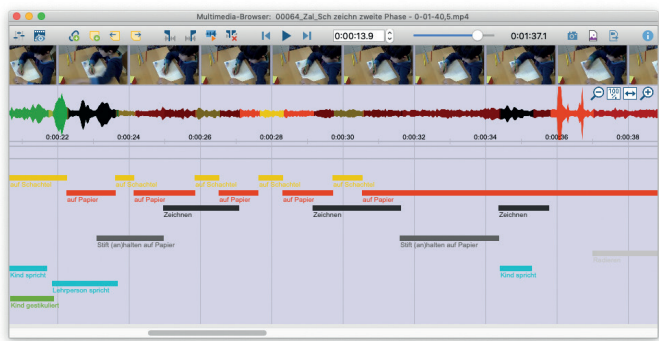 Multimedia-Browser: 00064_Zal_Sch zeichn zweite Phase - 0-01-40,5.mp4
0:00:13.9 0:01:37.1
100 %
0:00:22 0:00:24 0:00:26 0:00:28 0:00:30 0:00:32 0:00:34 0:00:36 0:00:38
auf Schachtel auf Schachtel auf Schachtel auf Schachtel auf Schachtel
auf Papier auf Papier auf Papier auf Papier auf Papier
Zeichnen Zeichnen Zeichnen
Stift (an)halten auf Papier Stift (an)halten auf Papier
Kind spricht Kind spricht
Lehrperson spricht
Kind gestikuliert